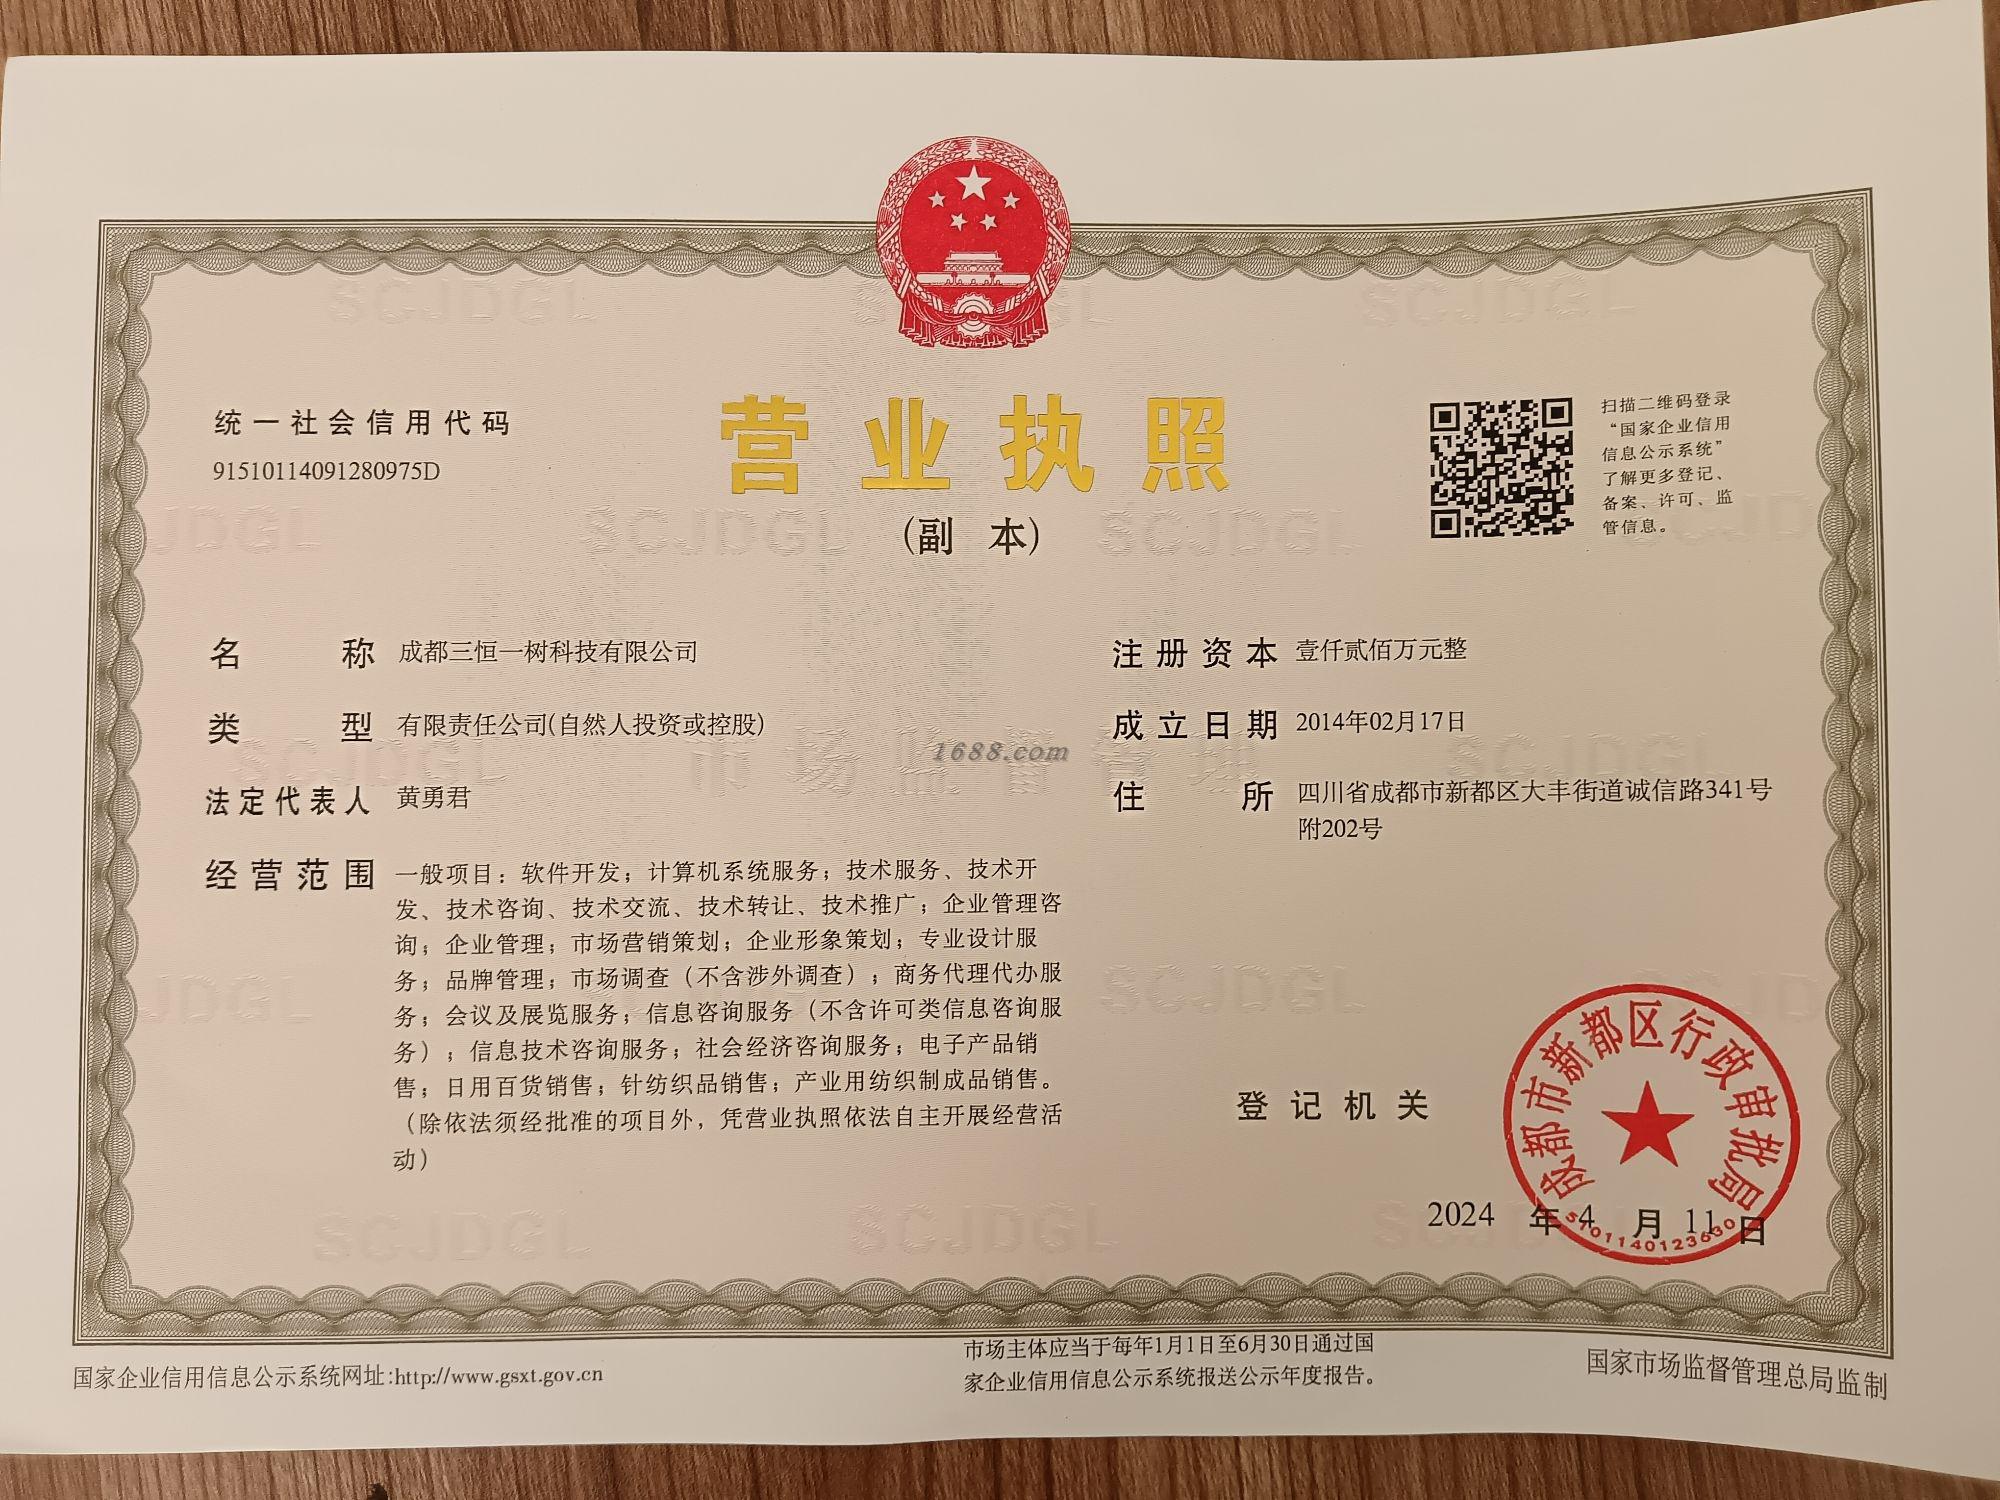 统一社会信用代码
91510114091280975D
营业执照
(副 本)
扫描二维码登录
“国家企业信用
信息公示系统”
了解更多登记、
备案、许可、监
管信息。
名 称 成都三恒一树科技有限公司
类 型 有限责任公司(自然人投资或控股)
法定代表人 黄勇君
经营范围 一般项目：软件开发；计算机系统服务；技术服务、技术开
发、技术咨询、技术交流、技术转让、技术推广；企业管理咨
询；企业管理；市场营销策划；企业形象策划；专业设计服
务；品牌管理；市场调查（不含涉外调查）；商务代理代办服
务；会议及展览服务；信息咨询服务（不含许可类信息咨询服
务）；信息技术咨询服务；社会经济咨询服务；电子产品销
售；日用百货销售；针纺织品销售；产业用纺织制成品销售。
（除依法须经批准的项目外，凭营业执照依法自主开展经营活
动）
注册资本 壹仟贰佰万元整
成立日期 2014年02月17日
住 所 四川省成都市新都区大丰街道诚信路341号
附202号
1688.com
SCJDGL
市场监督管理
登记机关
成都市新都区行政审批局
5101140123630
2024 年 4 月 11 日
国家企业信用信息公示系统网址:http://www.gsxt.gov.cn
市场主体应当于每年1月1日至6月30日通过国
家企业信用信息公示系统报送公示年度报告。
国家市场监督管理总局监制